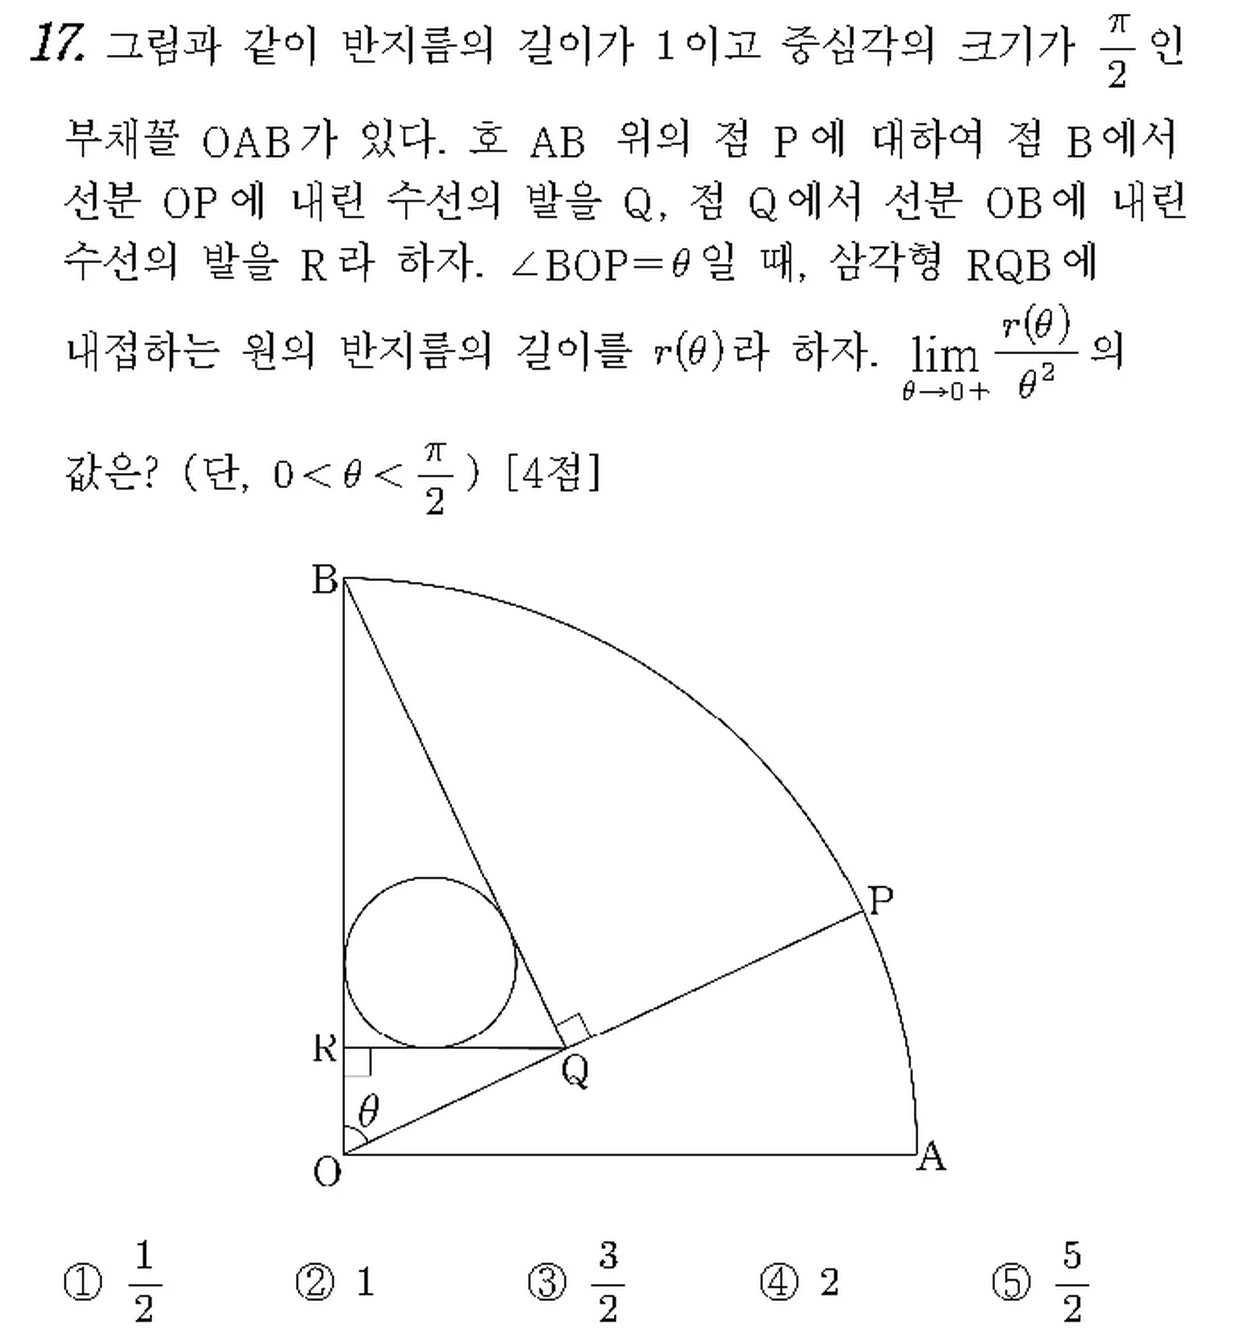 17. 그림과 같이 반지름의 길이가 1이고 중심각의 크기가 π/2 인
부채꼴 OAB가 있다. 호 AB 위의 점 P에 대하여 점 B에서
선분 OP에 내린 수선의 발을 Q, 점 Q에서 선분 OB에 내린
수선의 발을 R라 하자. ∠BOP=θ일 때, 삼각형 RQB에
내접하는 원의 반지름의 길이를 r(θ)라 하자. lim θ→0+ r(θ)/θ² 의
값은? (단, 0<θ<π/2) [4점]
B
P
R
Q
θ
O
A
① 1/2 ② 1 ③ 3/2 ④ 2 ⑤ 5/2